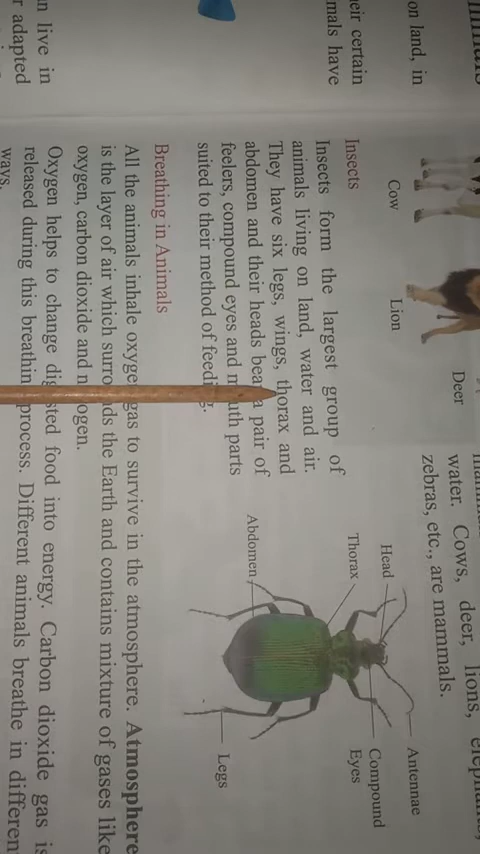 on land, in
their certain
mals have
n live in
r adapted
Cow
Lion
Deer
water. Cows, deer, lions,
zebras, etc., are mammals.
Insects
Insects form the largest group of
animals living on land, water and air.
They have six legs, wings, thorax and
abdomen and their heads bear a pair of
feelers, compound eyes and mouth parts
suited to their method of feeding.
Head
Thorax
Abdomen
Antennae
Compound
Eyes
Legs
Breathing in Animals
All the animals inhale oxygen gas to survive in the atmosphere. Atmosphere
is the layer of air which surrounds the Earth and contains mixture of gases like
oxygen, carbon dioxide and nitrogen.
Oxygen helps to change digested food into energy. Carbon dioxide gas is
released during this breathing process. Different animals breathe in differen
ways.